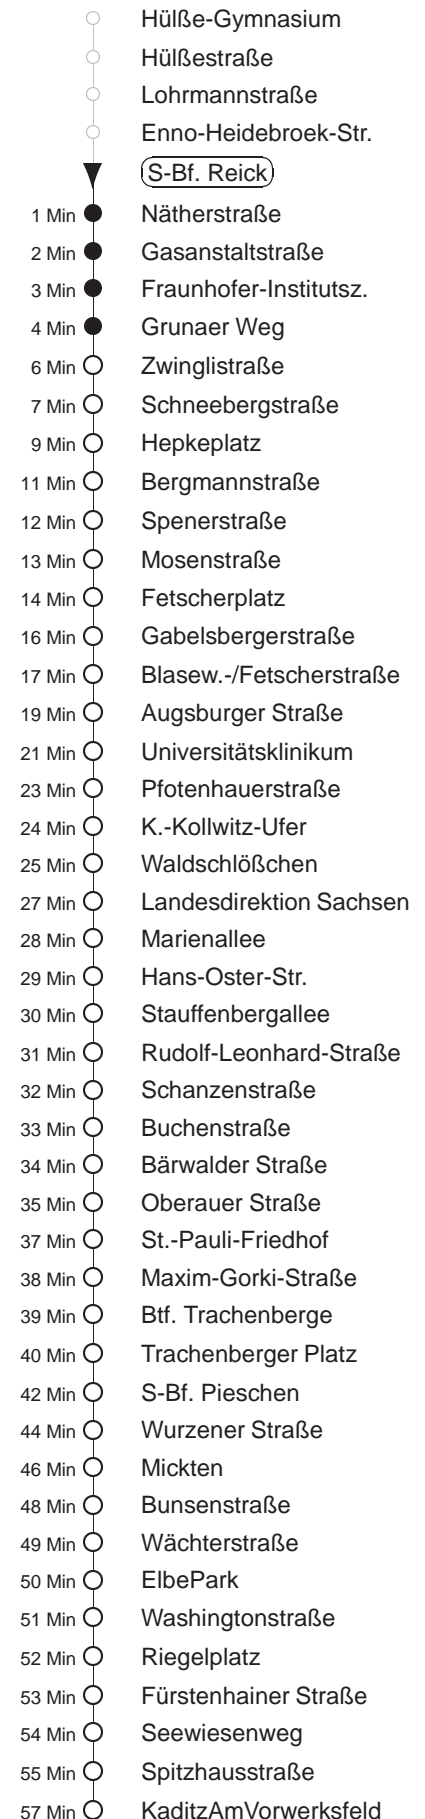 Hülße-Gymnasium
Hülßestraße
Lohrmannstraße
Enno-Heidebroek-Str.
S-Bf. Reick
1 Min Nätherstraße
2 Min Gasanstaltstraße
3 Min Fraunhofer-Institutsz.
4 Min Grunaer Weg
6 Min Zwinglistraße
7 Min Schneebergstraße
9 Min Hepkeplatz
11 Min Bergmannstraße
12 Min Spenerstraße
13 Min Mosenstraße
14 Min Fetscherplatz
16 Min Gabelsbergerstraße
17 Min Blasew.-/Fetscherstraße
19 Min Augsburger Straße
21 Min Universitätsklinikum
23 Min Pfotenhauerstraße
24 Min K.-Kollwitz-Ufer
25 Min Waldschlößchen
27 Min Landesdirektion Sachsen
28 Min Marienallee
29 Min Hans-Oster-Str.
30 Min Stauffenbergallee
31 Min Rudolf-Leonhard-Straße
32 Min Schanzenstraße
33 Min Buchenstraße
34 Min Bärwalder Straße
35 Min Oberauer Straße
37 Min St.-Pauli-Friedhof
38 Min Maxim-Gorki-Straße
39 Min Btf. Trachenberge
40 Min Trachenberger Platz
42 Min S-Bf. Pieschen
44 Min Wurzener Straße
46 Min Mickten
48 Min Bunsenstraße
49 Min Wächterstraße
50 Min ElbePark
51 Min Washingtonstraße
52 Min Riegelplatz
53 Min Fürstenhainer Straße
54 Min Seewiesenweg
55 Min Spitzhausstraße
57 Min KaditzAmVorwerksfeld